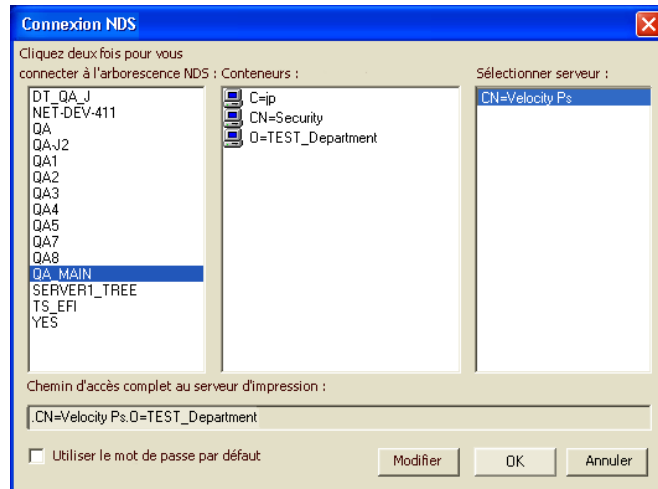 Connexion NDS
Cliquez deux fois pour vous
connecter à l'arborescence NDS : Conteneurs : Sélectionner serveur :
DT_QA_J
NET-DEV-411
QA
QA-J2
QA1
QA2
QA3
QA4
QA5
QA7
QA8
QA_MAIN
SERVER1_TREE
TS_EFI
YES
C=jp
CN=Security
O=TEST_Department
CN=Velocity Ps
Chemin d'accès complet au serveur d'impression :
.CN=Velocity Ps.O=TEST_Department
Utiliser le mot de passe par défaut
Modifier
OK
Annuler